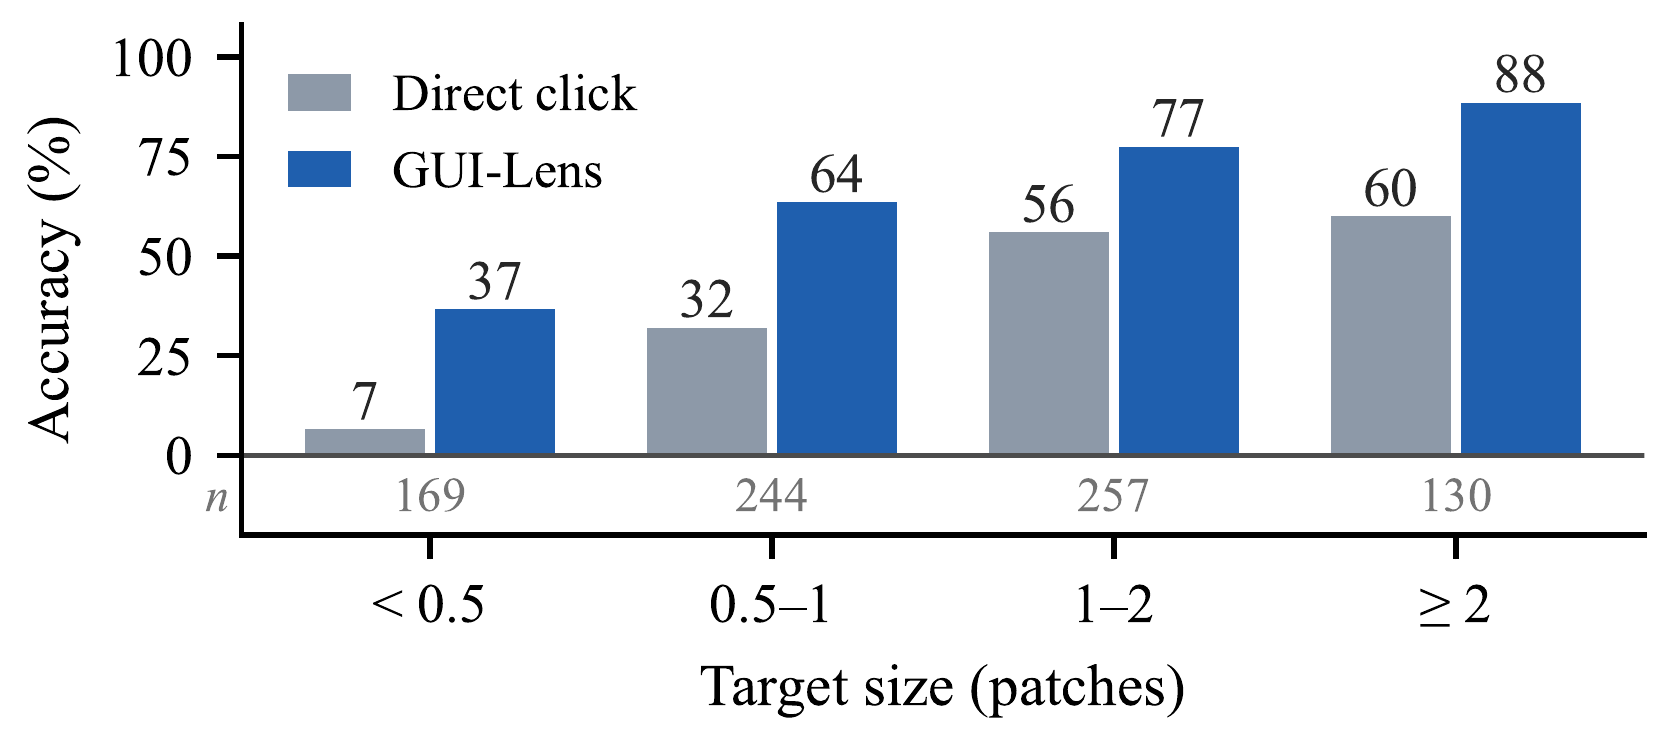 Accuracy (%)
100
75
50
25
0
Direct click
GUI-Lens
7
37
32
64
56
77
60
88
n 169 244 257 130
< 0.5 0.5–1 1–2 ≥ 2
Target size (patches)